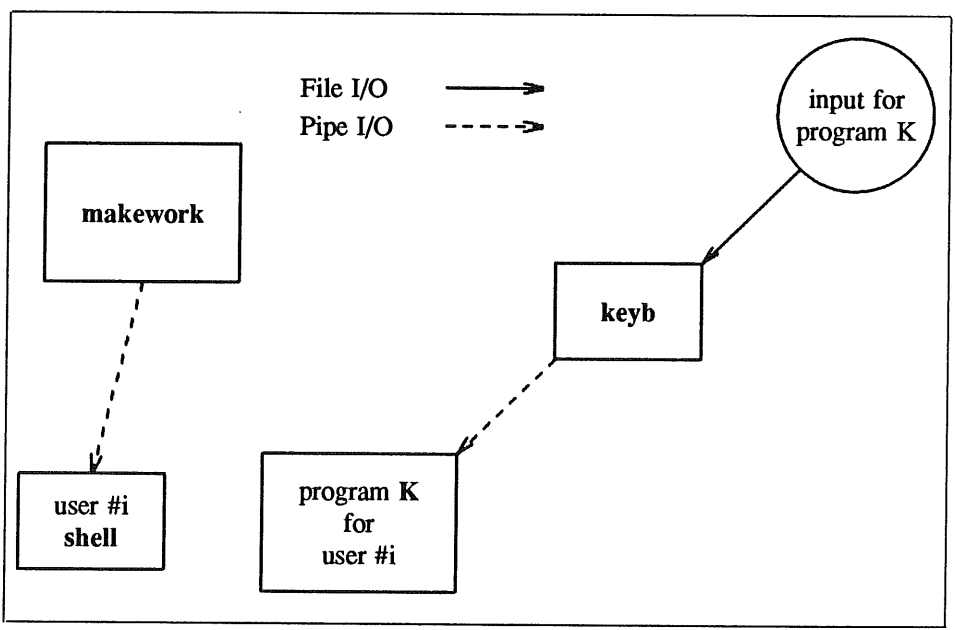 File I/O
Pipe I/O
input for
program K
makework
keyb
user #i
shell
program K
for
user #i